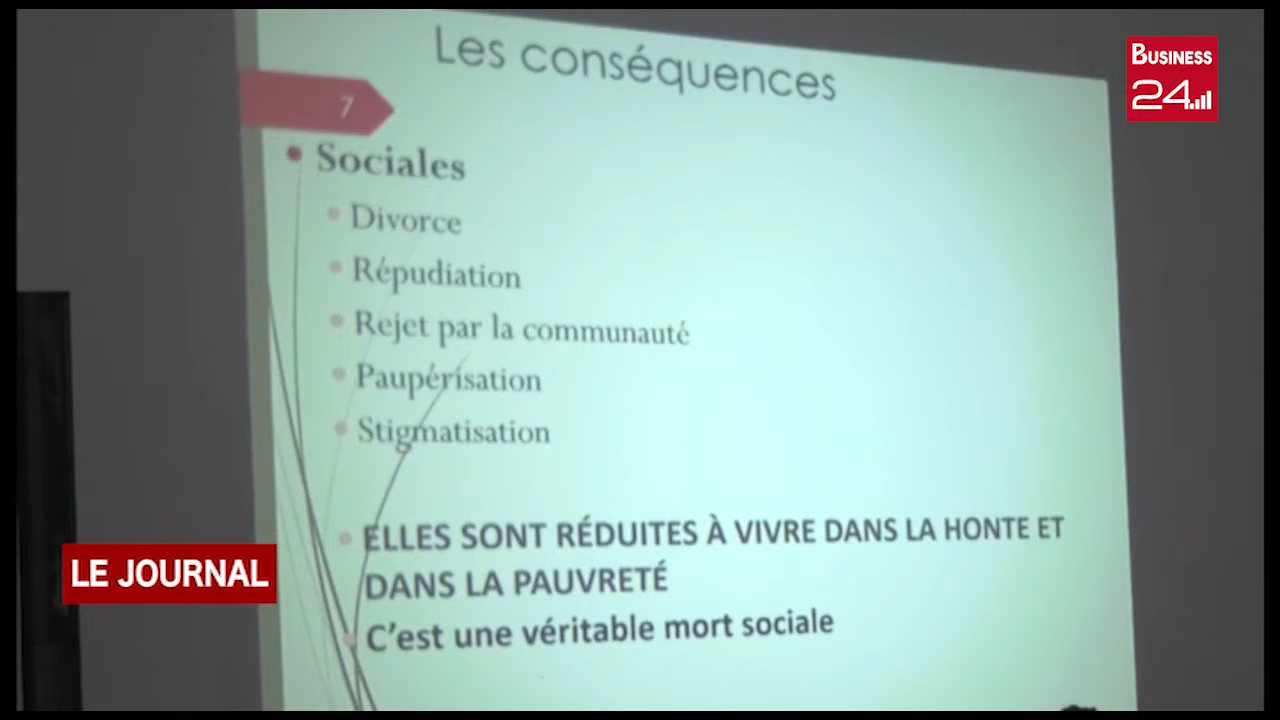 Les conséquences
BUSINESS
24
7
Sociales
Divorce
Répudiation
Rejet par la communauté
Paupérisation
Stigmatisation
ELLES SONT RÉDUITES À VIVRE DANS LA HONTE ET
DANS LA PAUVRETÉ
C'est une véritable mort sociale
LE JOURNAL